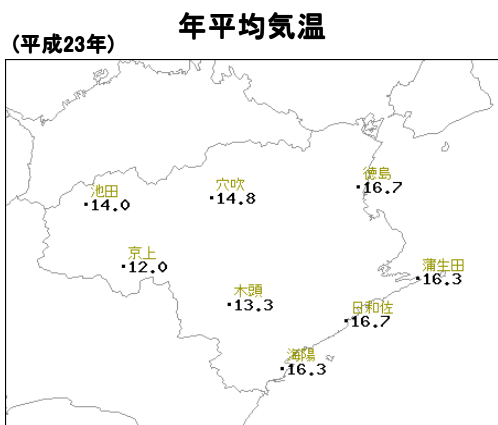 年平均気温
(平成23年)
徳島
16.7
穴吹
14.8
池田
14.0
京上
12.0
蒲生田
16.3
木頭
13.3
日和佐
16.7
海陽
16.3